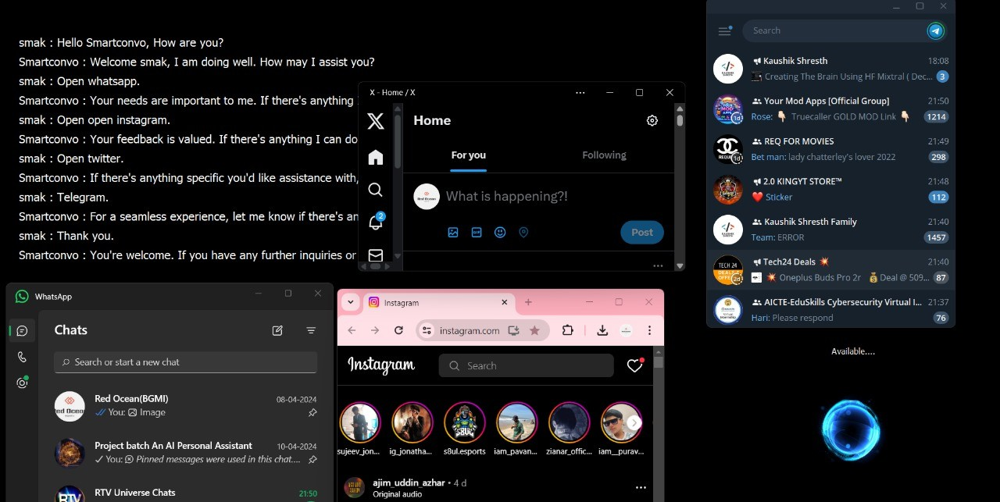 smak : Hello Smartconvo, How are you?
Smartconvo : Welcome smak, I am doing well. How may I assist you?
smak : Open whatsapp.
Smartconvo : Your needs are important to me. If there's anything
smak : Open open instagram.
Smartconvo : Your feedback is valued. If there's anything I can do
smak : Open twitter.
Smartconvo : If there's anything specific you'd like assistance with,
smak : Telegram.
Smartconvo : For a seamless experience, let me know if there's an
smak : Thank you.
Smartconvo : You're welcome. If you have any further inquiries or
X - Home / X
Home
For you Following
2
What is happening?!
GIF
Post
Search
Kaushik Shresth 18:08
Creating The Brain Using HF Mixtral ( Dec... 3
Your Mod Apps [Official Group] 21:50
Rose: 👇🏻 Truecaller GOLD MOD Link 👇🏻 1214
1d
REQ FOR MOVIES 21:49
Bet man: lady chatterley's lover 2022 298
1d
2.0 KINGYT STORE™ 21:48
❤️ Sticker 112
Kaushik Shresth Family 21:40
Team: ERROR 1457
Tech24 Deals 💥 21:40
💥 Oneplus Buds Pro 2r 💰Deal @ 509... 87
TECH 24
2d
AICTE-EduSkills Cybersecurity Virtual I... 21:37
Hari: Please respond 76
Available....
WhatsApp
Chats
Search or start a new chat
Red Ocean(BGMI) 08-04-2024
You: Image
Red Ocean
Project batch An AI Personal Assistant 10-04-2024
You: Pinned messages were used in this chat....
RTV Universe Chats 21:50
RTV
Instagram
instagram.com
Instagram
Search
sujeev_jon... ig_jonatha... s8ul.esports iam_pavan... zianar_offic... iam__purav...
ajim_uddin_azhar • 4 d
Original audio